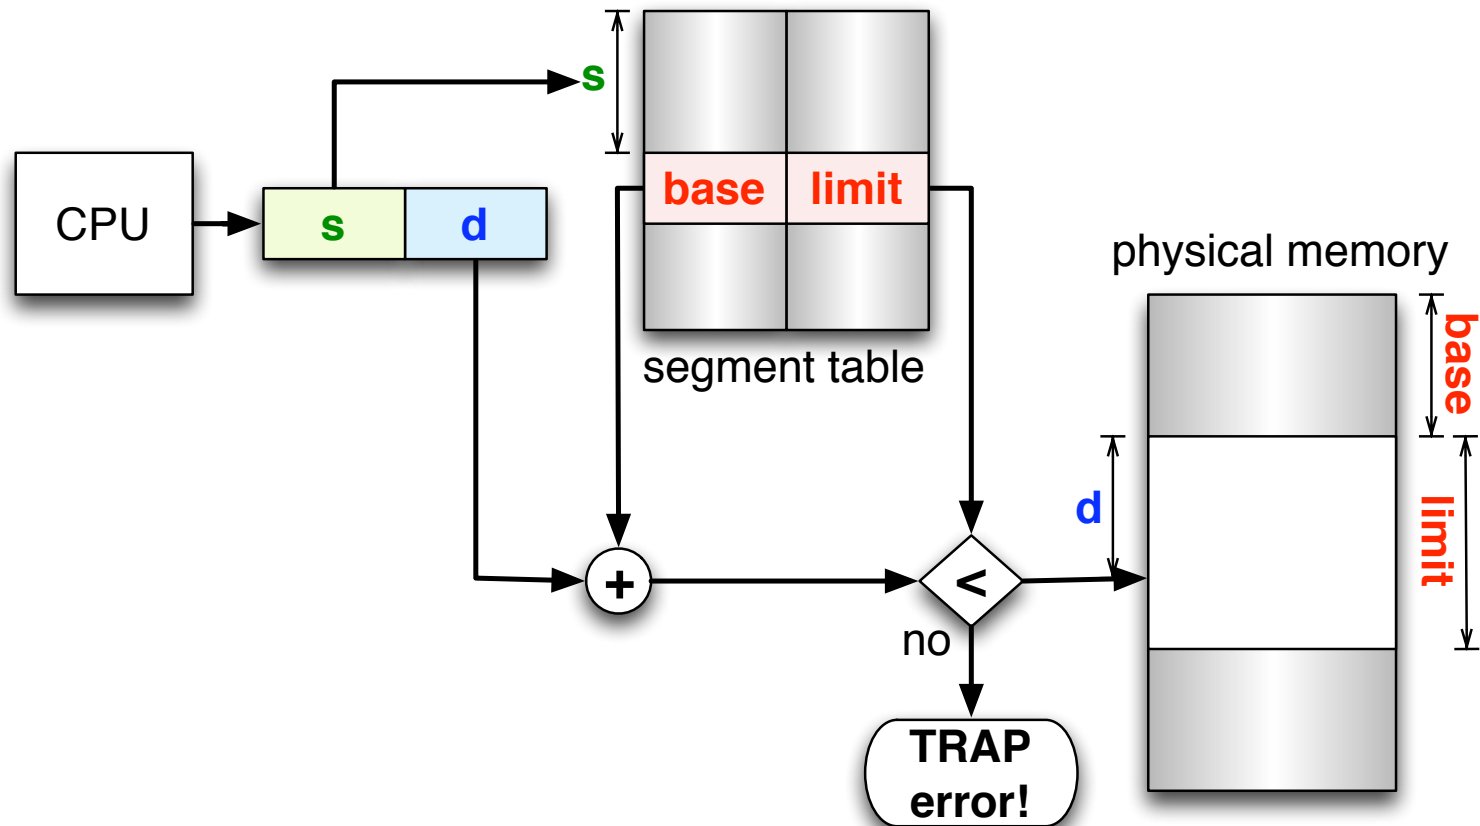 s
base limit
CPU
s d
physical memory
segment table
base
d
limit
+
<
no
TRAP
error!